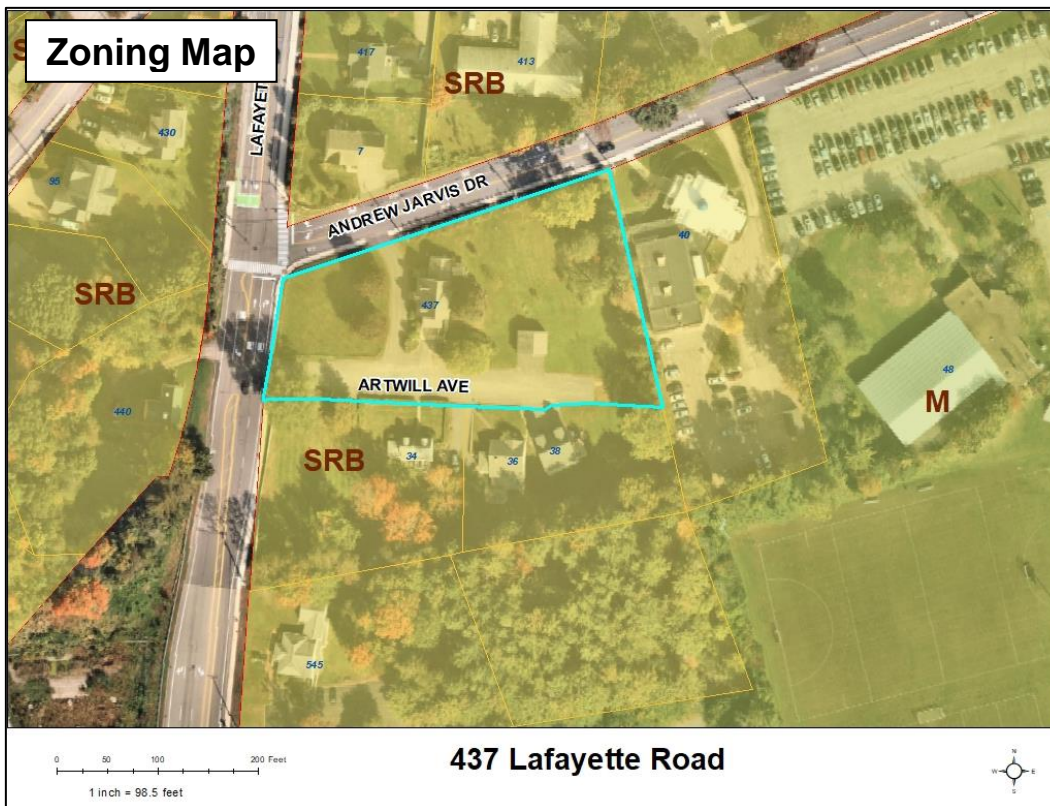 Zoning Map
S
417
413
SRB
LAFAYET
430
7
95
ANDREW JARVIS DR
40
SRB
437
48
M
ARTWILL AVE
440
34
SRB
36
38
545
0 50 100 200 Feet
1 inch = 98.5 feet
437 Lafayette Road
N
W E
S